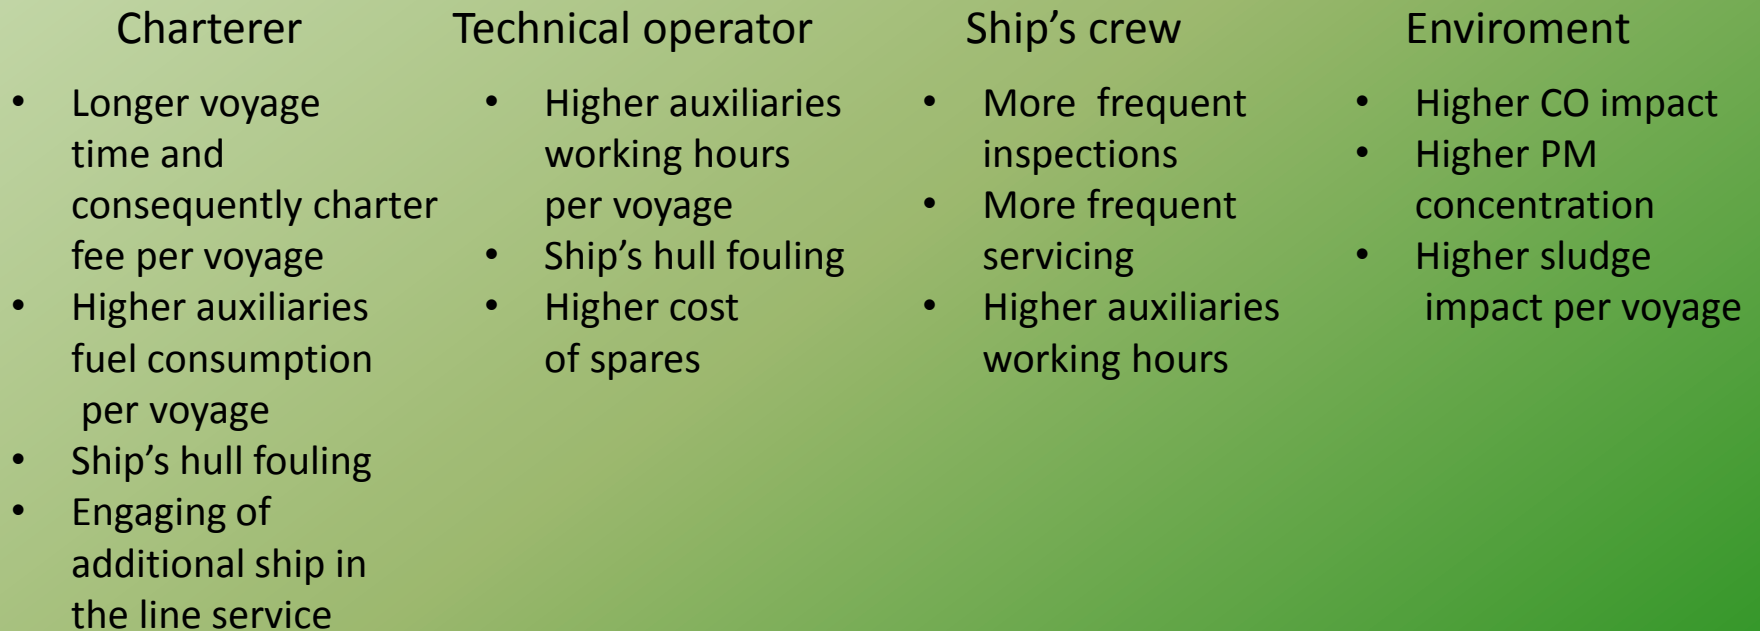 Charterer
• Longer voyage
time and
consequently charter
fee per voyage
• Higher auxiliaries
fuel consumption
per voyage
• Ship's hull fouling
• Engaging of
additional ship in
the line service
Technical operator
• Higher auxiliaries
working hours
per voyage
• Ship's hull fouling
• Higher cost
of spares
Ship's crew
• More frequent
inspections
• More frequent
servicing
• Higher auxiliaries
working hours
Enviroment
• Higher CO impact
• Higher PM
concentration
• Higher sludge
impact per voyage